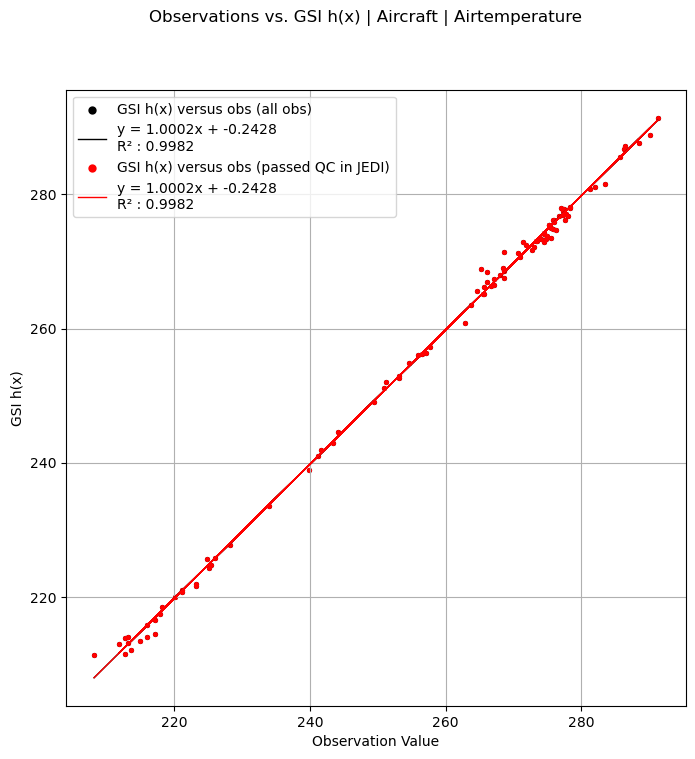 Observations vs. GSI h(x) | Aircraft | Airtemperature
GSI h(x) versus obs (all obs)
y = 1.0002x + -0.2428
R² : 0.9982
GSI h(x) versus obs (passed QC in JEDI)
y = 1.0002x + -0.2428
R² : 0.9982
280
260
240
220
GSI h(x)
220 240 260 280
Observation Value